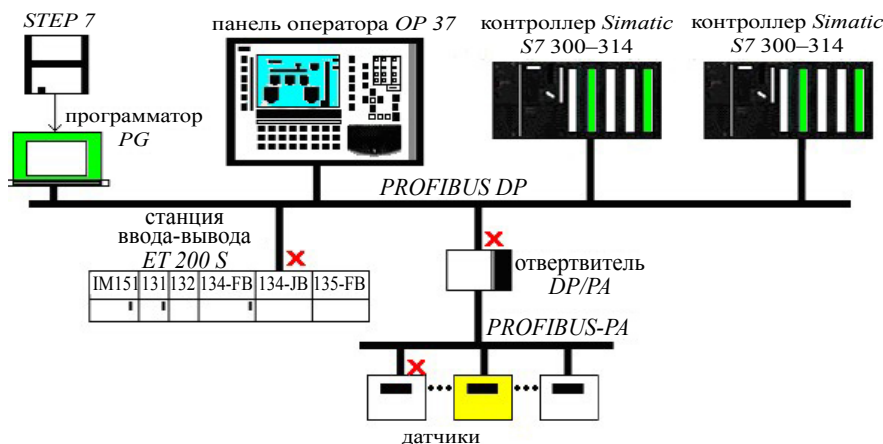 STEP 7
панель оператора OP 37
контроллер Simatic
S7 300–314
контроллер Simatic
S7 300–314
программатор
PG
PROFIBUS DP
станция
ввода-вывода
ET 200 S
IM151 131 132 134-FB 134-JB 135-FB
отвертвитель
DP/PA
PROFIBUS-PA
датчики